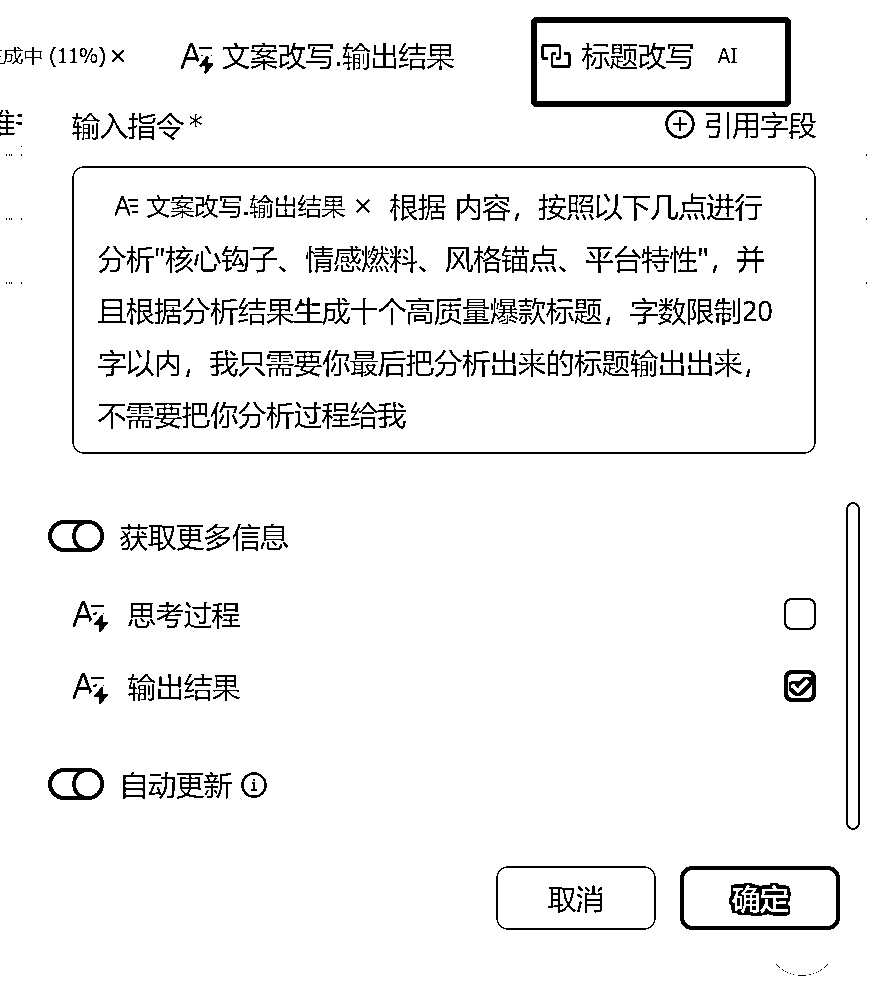 成中 (11%) ×
文案改写.输出结果
标题改写 AI
输入指令*
引用字段
文案改写.输出结果 × 根据 内容，按照以下几点进行
分析"核心钩子、情感燃料、风格锚点、平台特性"，并
且根据分析结果生成十个高质量爆款标题，字数限制20
字以内，我只需要你最后把分析出来的标题输出出来，
不需要把你分析过程给我
获取更多信息
思考过程
输出结果
自动更新
取消
确定